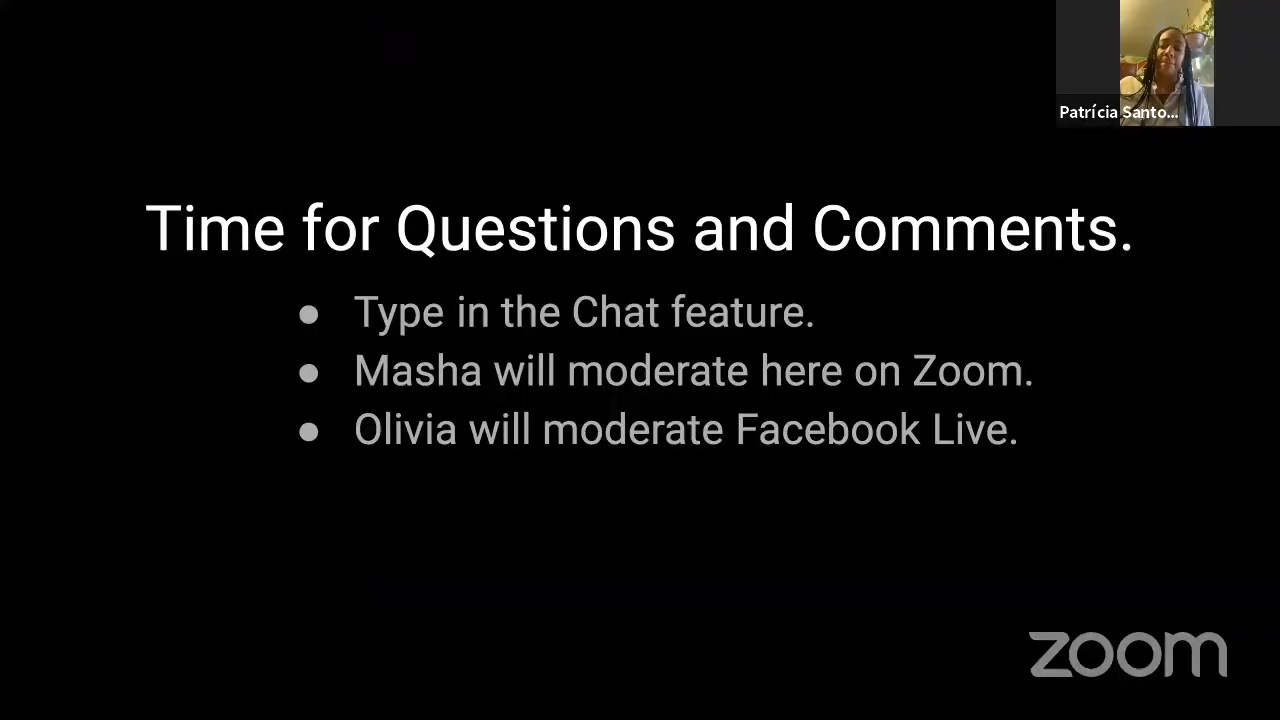 Patrícia Santo...
Time for Questions and Comments.
● Type in the Chat feature.
● Masha will moderate here on Zoom.
● Olivia will moderate Facebook Live.
zoom